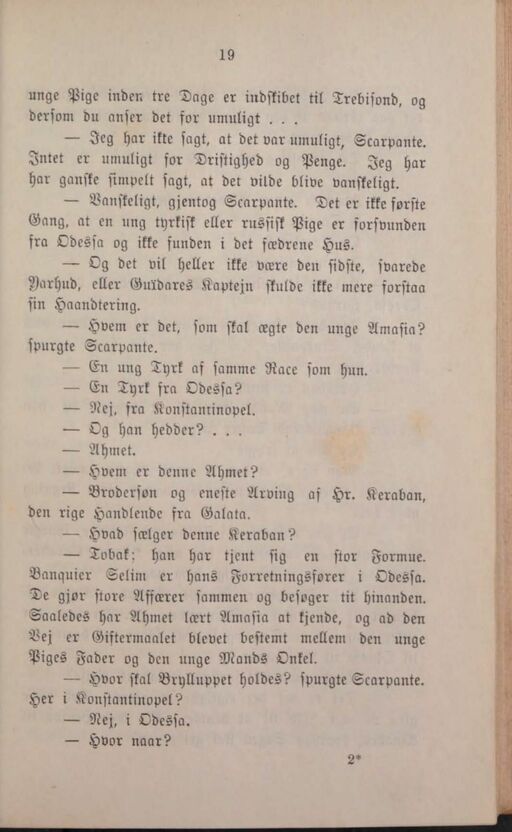 19
unge Pige inden tre Dage er indskibet til Trebisond, og
dersom du anser det for umuligt . . .
— Jeg har ikke sagt, at det var umuligt, Scarpante.
Intet er umuligt for Dristighed og Penge. Jeg har
har ganske simpelt sagt, at det vilde blive vanskeligt.
— Vanskeligt, gjentog Scarpante. Det er ikke første
Gang, at en ung tyrkisk eller russisk Pige er forsvunden
fra Odessa og ikke funden i det fædrene Hus.
— Og det vil heller ikke være den sidste, svarede
Yarhud, eller Guïdares Kaptejn skulde ikke mere forstaa
sin Haandtering.
— Hvem er det, som skal ægte den unge Amasia?
spurgte Scarpante.
— En ung Tyrk af samme Race som hun.
— En Tyrk fra Odessa?
— Nej, fra Konstantinopel.
— Og han hedder? . . .
— Ahmet.
— Hvem er denne Ahmet?
— Brodersøn og eneste Arving af Hr. Keraban,
den rige Handlende fra Galata.
— Hvad sælger denne Keraban?
— Tobak; han har tjent sig en stor Formue.
Banquier Selim er hans Forretningsfører i Odessa.
De gjør store Affærer sammen og besøger tit hinanden.
Saaledes har Ahmet lært Amasia at kjende, og ad den
Vej er Giftermaalet blevet bestemt mellem den unge
Piges Fader og den unge Mands Onkel.
— Hvor skal Brylluppet holdes? spurgte Scarpante.
Her i Konstantinopel?
— Nej, i Odessa.
— Hvor naar?
2*